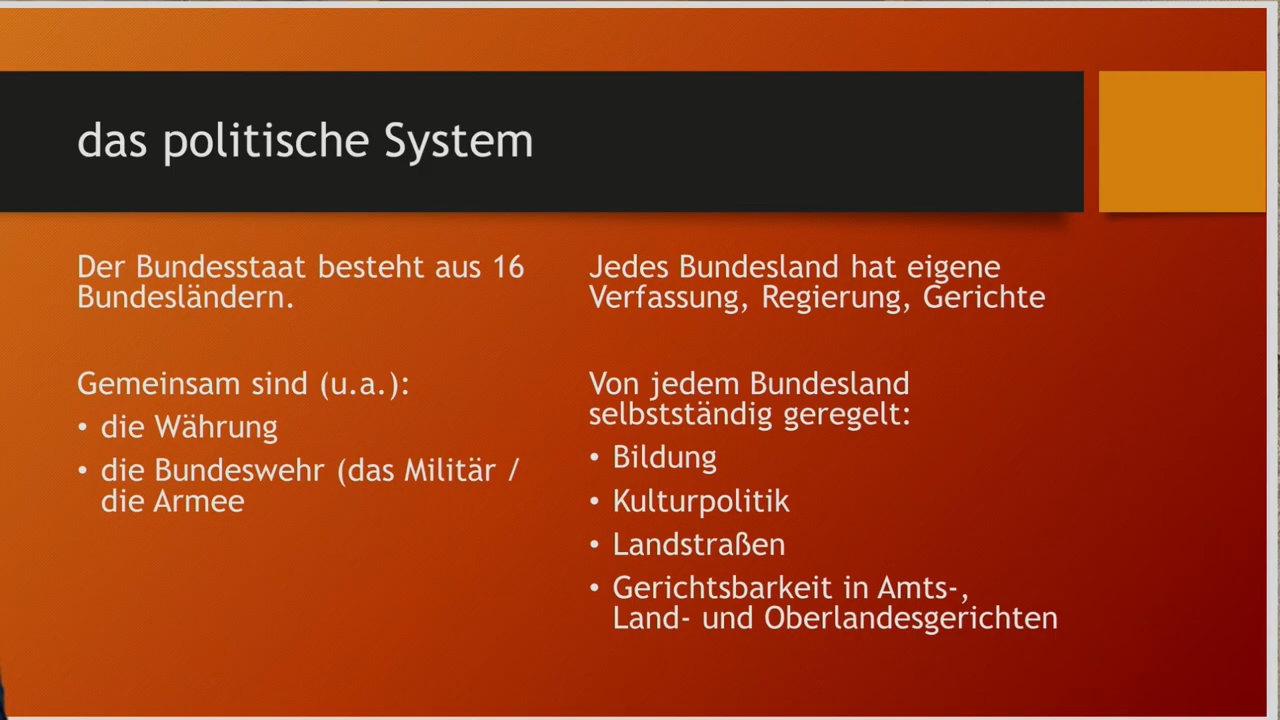 das politische System
Der Bundesstaat besteht aus 16
Bundesländern.
Gemeinsam sind (u.a.):
• die Währung
• die Bundeswehr (das Militär /
die Armee
Jedes Bundesland hat eigene
Verfassung, Regierung, Gerichte
Von jedem Bundesland
selbstständig geregelt:
• Bildung
• Kulturpolitik
• Landstraßen
• Gerichtsbarkeit in Amts-,
Land- und Oberlandesgerichten